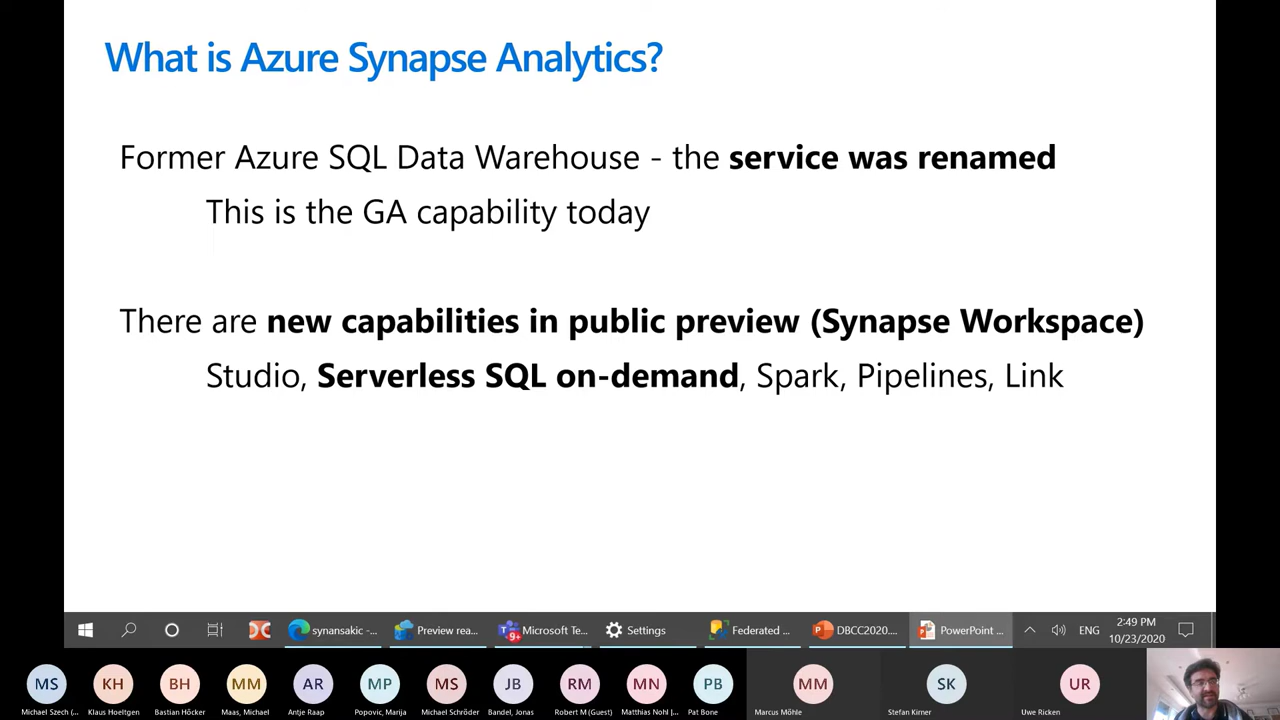 What is Azure Synapse Analytics?
Former Azure SQL Data Warehouse - the service was renamed
This is the GA capability today
There are new capabilities in public preview (Synapse Workspace)
Studio, Serverless SQL on-demand, Spark, Pipelines, Link
synansakic -...
Preview rea...
9+
Microsoft Te...
Settings
Federated ...
DBCC2020....
PowerPoint ...
ENG
2:49 PM
10/23/2020
MS
KH
BH
MM
AR
MP
MS
JB
RM
MN
PB
MM
SK
UR
Michael Szech (...
Klaus Hoeltgen
Bastian Höcker
Maas, Michael
Antje Raap
Popovic, Marija
Michael Schröder
Bandel, Jonas
Robert M (Guest)
Matthias Nohl |...
Pat Bone
Marcus Möhle
Stefan Kirner
Uwe Ricken